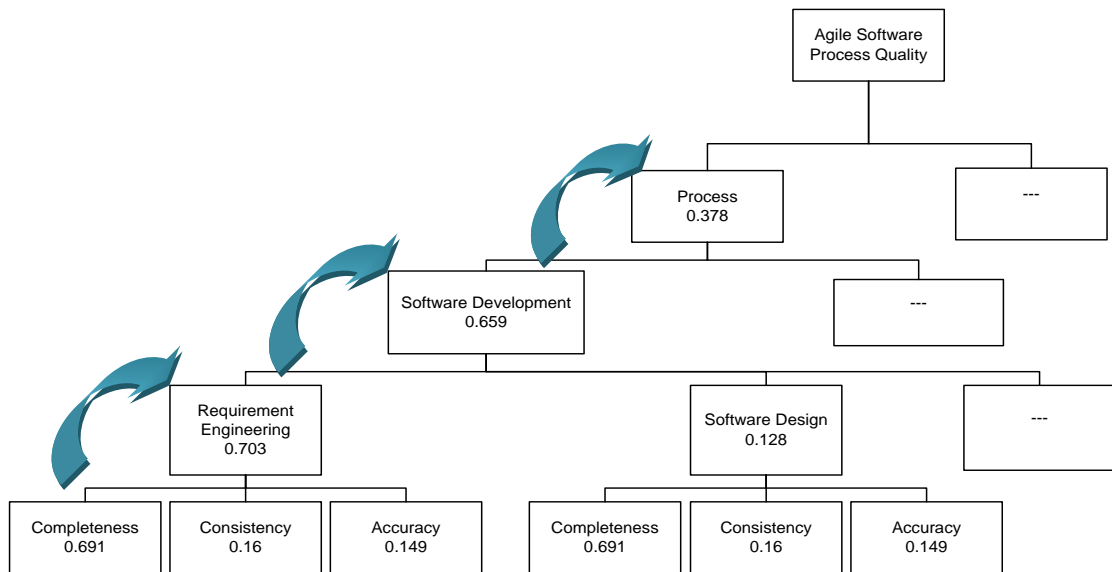 Agile Software
Process Quality
Process
0.378
---
Software Development
0.659
---
Requirement
Engineering
0.703
Software Design
0.128
---
Completeness
0.691
Consistency
0.16
Accuracy
0.149
Completeness
0.691
Consistency
0.16
Accuracy
0.149